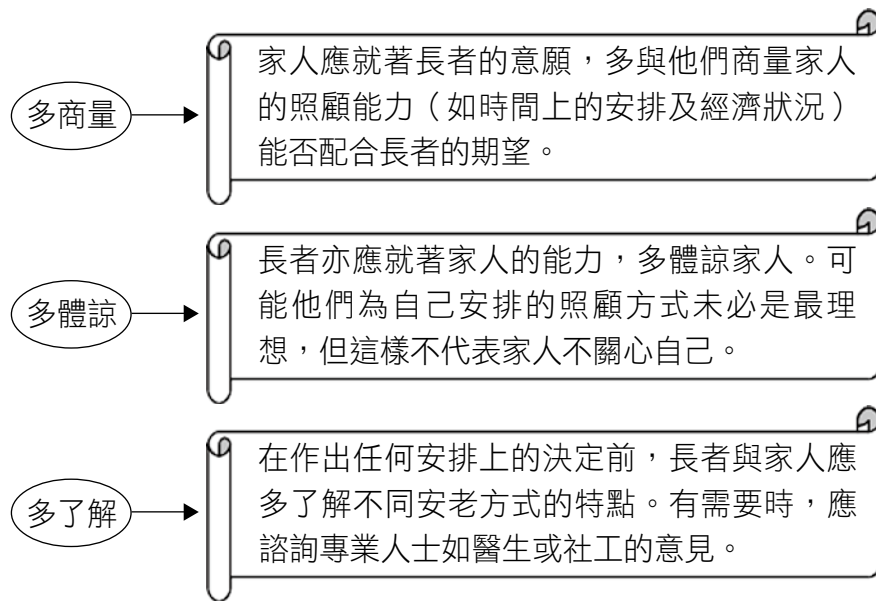 多商量
家人應就著長者的意願，多與他們商量家人
的照顧能力（如時間上的安排及經濟狀況）
能否配合長者的期望。
多體諒
長者亦應就著家人的能力，多體諒家人。可
能他們為自己安排的照顧方式未必是最理
想，但這樣不代表家人不關心自己。
多了解
在作出任何安排上的決定前，長者與家人應
多了解不同安老方式的特點。有需要時，應
諮詢專業人士如醫生或社工的意見。